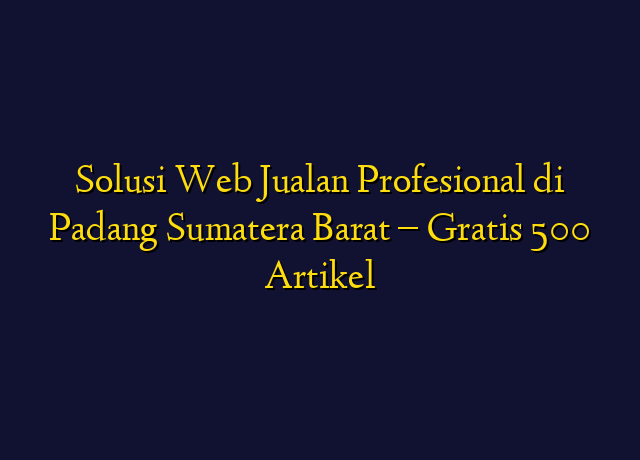 Solusi Web Jualan Profesional di
Padang Sumatera Barat – Gratis 500
Artikel